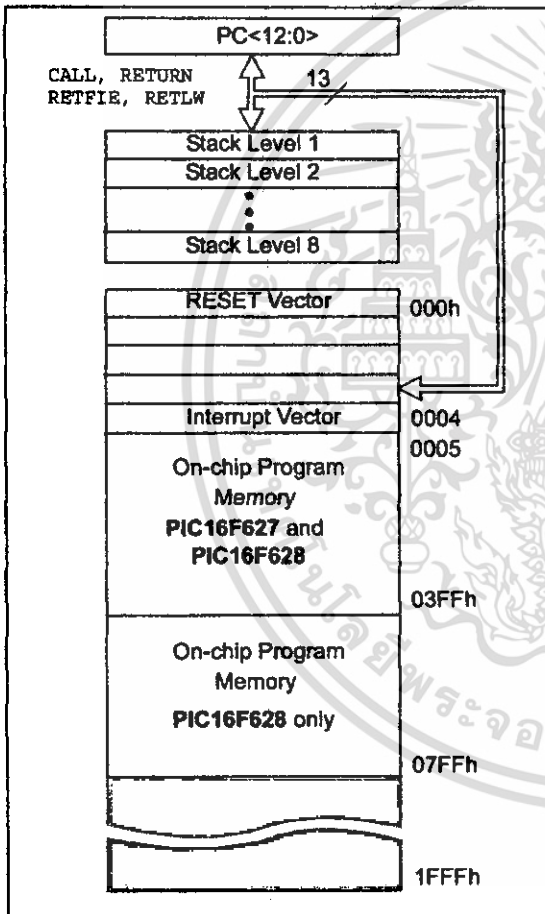 PC<12:0>
CALL, RETURN
RETFIE, RETLW
13
Stack Level 1
Stack Level 2
Stack Level 8
RESET Vector
000h
Interrupt Vector
0004
0005
On-chip Program
Memory
PIC16F627 and
PIC16F628
03FFh
On-chip Program
Memory
PIC16F628 only
07FFh
1FFFh